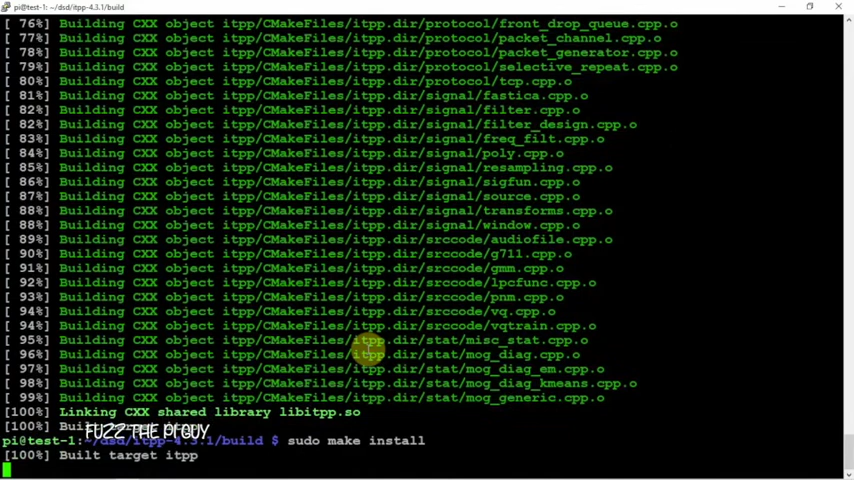 pi@test-1: ~/dsd/itpp-4.3.1/build
[ 76%] Building CXX object itpp/CMakeFiles/itpp.dir/protocol/front_drop_queue.cpp.o
[ 77%] Building CXX object itpp/CMakeFiles/itpp.dir/protocol/packet_channel.cpp.o
[ 78%] Building CXX object itpp/CMakeFiles/itpp.dir/protocol/packet_generator.cpp.o
[ 79%] Building CXX object itpp/CMakeFiles/itpp.dir/protocol/selective_repeat.cpp.o
[ 80%] Building CXX object itpp/CMakeFiles/itpp.dir/protocol/tcp.cpp.o
[ 81%] Building CXX object itpp/CMakeFiles/itpp.dir/signal/fastica.cpp.o
[ 82%] Building CXX object itpp/CMakeFiles/itpp.dir/signal/filter.cpp.o
[ 82%] Building CXX object itpp/CMakeFiles/itpp.dir/signal/filter_design.cpp.o
[ 83%] Building CXX object itpp/CMakeFiles/itpp.dir/signal/freq_filt.cpp.o
[ 84%] Building CXX object itpp/CMakeFiles/itpp.dir/signal/poly.cpp.o
[ 85%] Building CXX object itpp/CMakeFiles/itpp.dir/signal/resampling.cpp.o
[ 86%] Building CXX object itpp/CMakeFiles/itpp.dir/signal/sigfun.cpp.o
[ 87%] Building CXX object itpp/CMakeFiles/itpp.dir/signal/source.cpp.o
[ 88%] Building CXX object itpp/CMakeFiles/itpp.dir/signal/transforms.cpp.o
[ 88%] Building CXX object itpp/CMakeFiles/itpp.dir/signal/window.cpp.o
[ 89%] Building CXX object itpp/CMakeFiles/itpp.dir/srccode/audiofile.cpp.o
[ 90%] Building CXX object itpp/CMakeFiles/itpp.dir/srccode/g711.cpp.o
[ 91%] Building CXX object itpp/CMakeFiles/itpp.dir/srccode/gmm.cpp.o
[ 92%] Building CXX object itpp/CMakeFiles/itpp.dir/srccode/lpcfunc.cpp.o
[ 93%] Building CXX object itpp/CMakeFiles/itpp.dir/srccode/pnm.cpp.o
[ 94%] Building CXX object itpp/CMakeFiles/itpp.dir/srccode/vq.cpp.o
[ 94%] Building CXX object itpp/CMakeFiles/itpp.dir/srccode/vqtrain.cpp.o
[ 95%] Building CXX object itpp/CMakeFiles/itpp.dir/stat/misc_stat.cpp.o
[ 96%] Building CXX object itpp/CMakeFiles/itpp.dir/stat/mog_diag.cpp.o
[ 97%] Building CXX object itpp/CMakeFiles/itpp.dir/stat/mog_diag_em.cpp.o
[ 98%] Building CXX object itpp/CMakeFiles/itpp.dir/stat/mog_diag_kmeans.cpp.o
[ 99%] Building CXX object itpp/CMakeFiles/itpp.dir/stat/mog_generic.cpp.o
[100%] Linking CXX shared library libitpp.so
[100%] Built target itpp
FUZZ THE PI GUY
pi@test-1:~/dsd/itpp-4.3.1/build $ sudo make install
[100%] Built target itpp